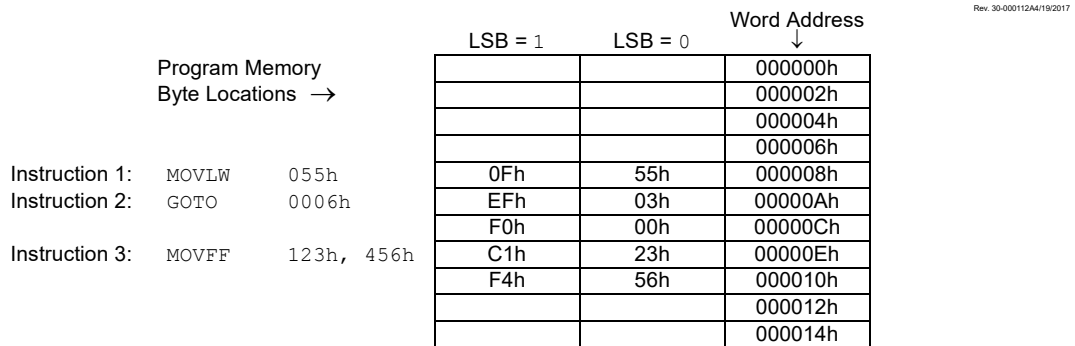 Rev. 30-000112A4/19/2017
Word Address
LSB = 1 LSB = 0 ↓
Program Memory 000000h
Byte Locations → 000002h
000004h
000006h
Instruction 1: MOVLW 055h 0Fh 55h 000008h
Instruction 2: GOTO 0006h EFh 03h 00000Ah
F0h 00h 00000Ch
Instruction 3: MOVFF 123h, 456h C1h 23h 00000Eh
F4h 56h 000010h
000012h
000014h